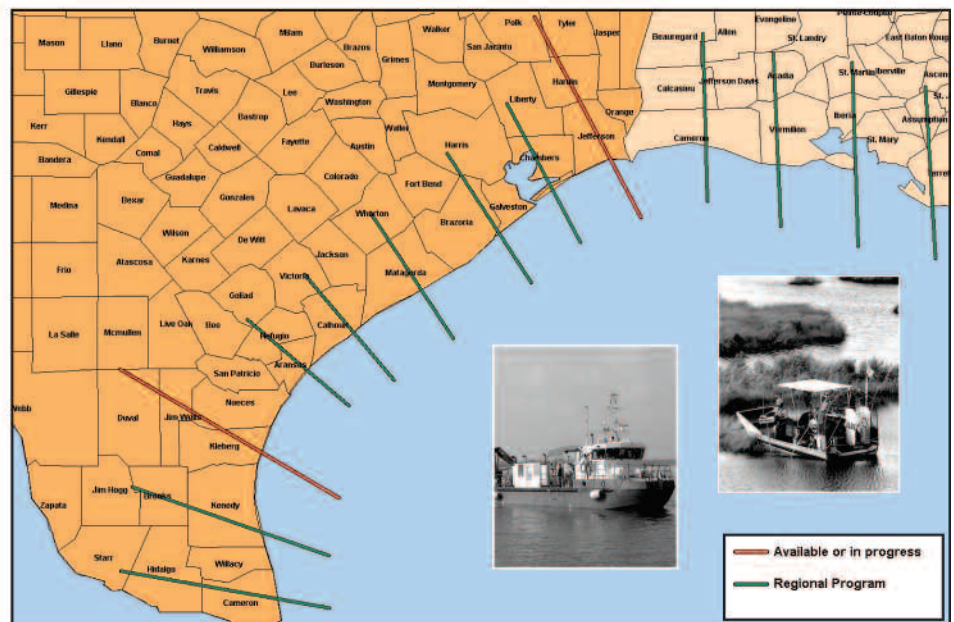 Mason
Llano
Burnet
Williamson
Milam
Brazos
Grimes
Walker
San Jacinto
Polk
Tyler
Jasper
Beauregard
Allen
Evangeline
St. Landry
East Baton Roug
Gillespie
Blanco
Travis
Lee
Burleson
Washington
Montgomery
Liberty
Hardin
Orange
Calcasieu
Jefferson Davis
Acadia
St. Martin
Iberville
Ascen
St.
Kerr
Kendall
Hays
Bastrop
Fayette
Austin
Waller
Harris
Chambers
Jefferson
Cameron
Vermilion
Iberia
St. Mary
Assumption
Terre
Bandera
Comal
Caldwell
Guadalupe
Gonzales
Colorado
Fort Bend
Galveston
Medina
Bexar
Wilson
Lavaca
Wharton
Brazoria
Frio
Atascosa
Karnes
De Witt
Jackson
Matagorda
Victoria
Goliad
Calhoun
La Salle
Mcmullen
Live Oak
Bee
Refugio
Aransas
San Patricio
Nueces
Webb
Duval
Jim Wells
Kleberg
Zapata
Jim Hogg
Brooks
Kenedy
Starr
Hidalgo
Willacy
Cameron
Available or in progress
Regional Program